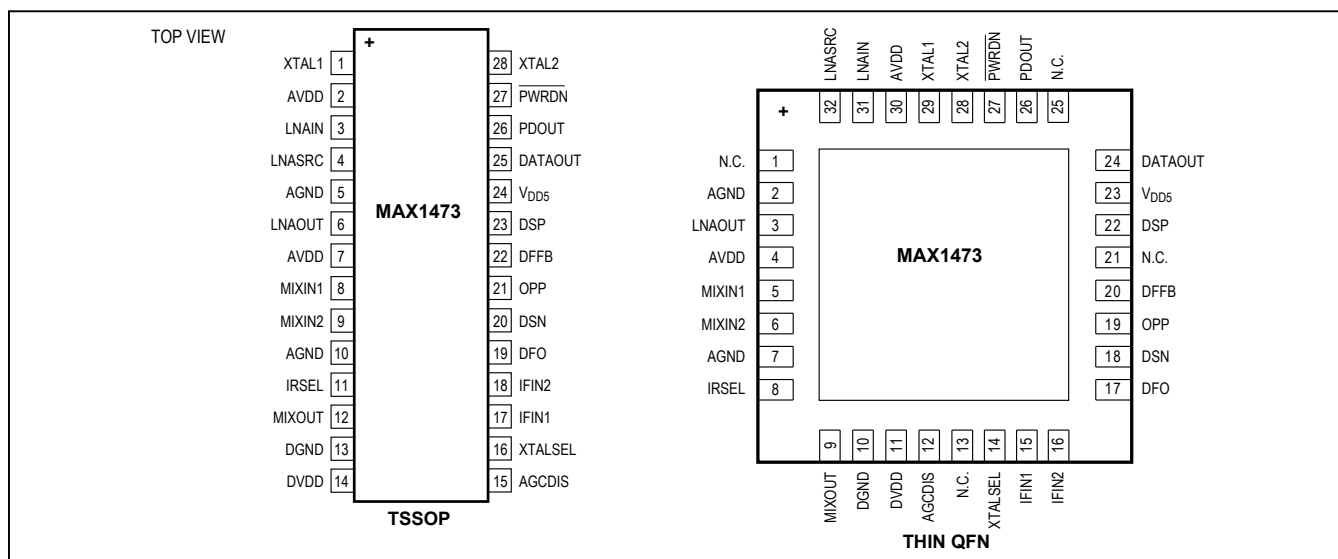 TOP VIEW
+
XTAL1 1
AVDD 2
LNAIN 3
LNASRC 4
AGND 5
LNAOUT 6
AVDD 7
MIXIN1 8
MIXIN2 9
AGND 10
IRSEL 11
MIXOUT 12
DGND 13
DVDD 14
MAX1473
28 XTAL2
27 PWRDN
26 PDOUT
25 DATAOUT
24 VDD5
23 DSP
22 DFFB
21 OPP
20 DSN
19 DFO
18 IFIN2
17 IFIN1
16 XTALSEL
15 AGCDIS
TSSOP
LNASRC 32
LNAIN 31
AVDD 30
XTAL1 29
XTAL2 28
PWRDN 27
PDOUT 26
N.C. 25
+
N.C. 1
AGND 2
LNAOUT 3
AVDD 4
MIXIN1 5
MIXIN2 6
AGND 7
IRSEL 8
MAX1473
24 DATAOUT
23 VDD5
22 DSP
21 N.C.
20 DFFB
19 OPP
18 DSN
17 DFO
9 MIXOUT
10 DGND
11 DVDD
12 AGCDIS
13 N.C.
14 XTALSEL
15 IFIN1
16 IFIN2
THIN QFN